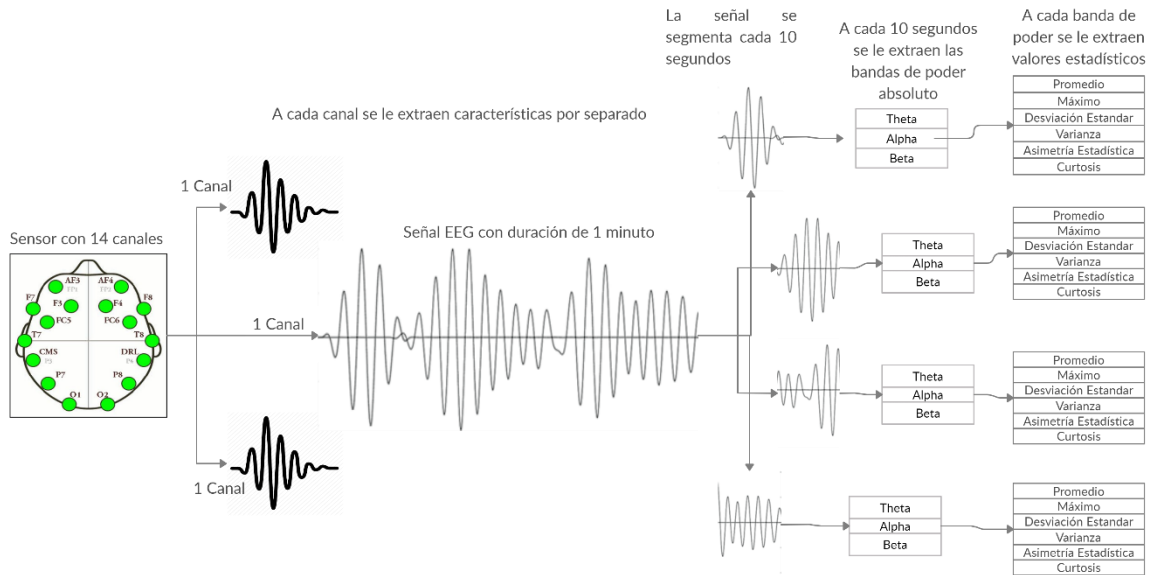 La señal se
segmenta cada 10
segundos
A cada 10 segundos
se le extraen las
bandas de poder
absoluto
A cada banda de
poder se le extraen
valores estadísticos
A cada canal se le extraen características por separado
Sensor con 14 canales
AF3
AF4
F7
F3
F4
F8
FC5
FC6
T7
T8
CMS
P3
DRL
P4
P7
P8
O1
O2
1 Canal
1 Canal
1 Canal
Señal EEG con duración de 1 minuto
Theta
Alpha
Beta
Promedio
Máximo
Desviación Estandar
Varianza
Asimetría Estadística
Curtosis
Theta
Alpha
Beta
Promedio
Máximo
Desviación Estandar
Varianza
Asimetría Estadística
Curtosis
Theta
Alpha
Beta
Promedio
Máximo
Desviación Estandar
Varianza
Asimetría Estadística
Curtosis
Theta
Alpha
Beta
Promedio
Máximo
Desviación Estandar
Varianza
Asimetría Estadística
Curtosis